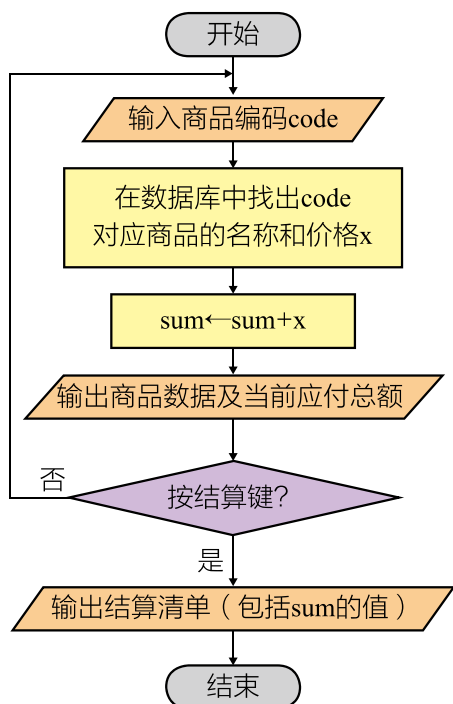 开始
输入商品编码code
在数据库中找出code
对应商品的名称和价格x
sum←sum+x
输出商品数据及当前应付总额
否
按结算键?
是
输出结算清单（包括sum的值）
结束